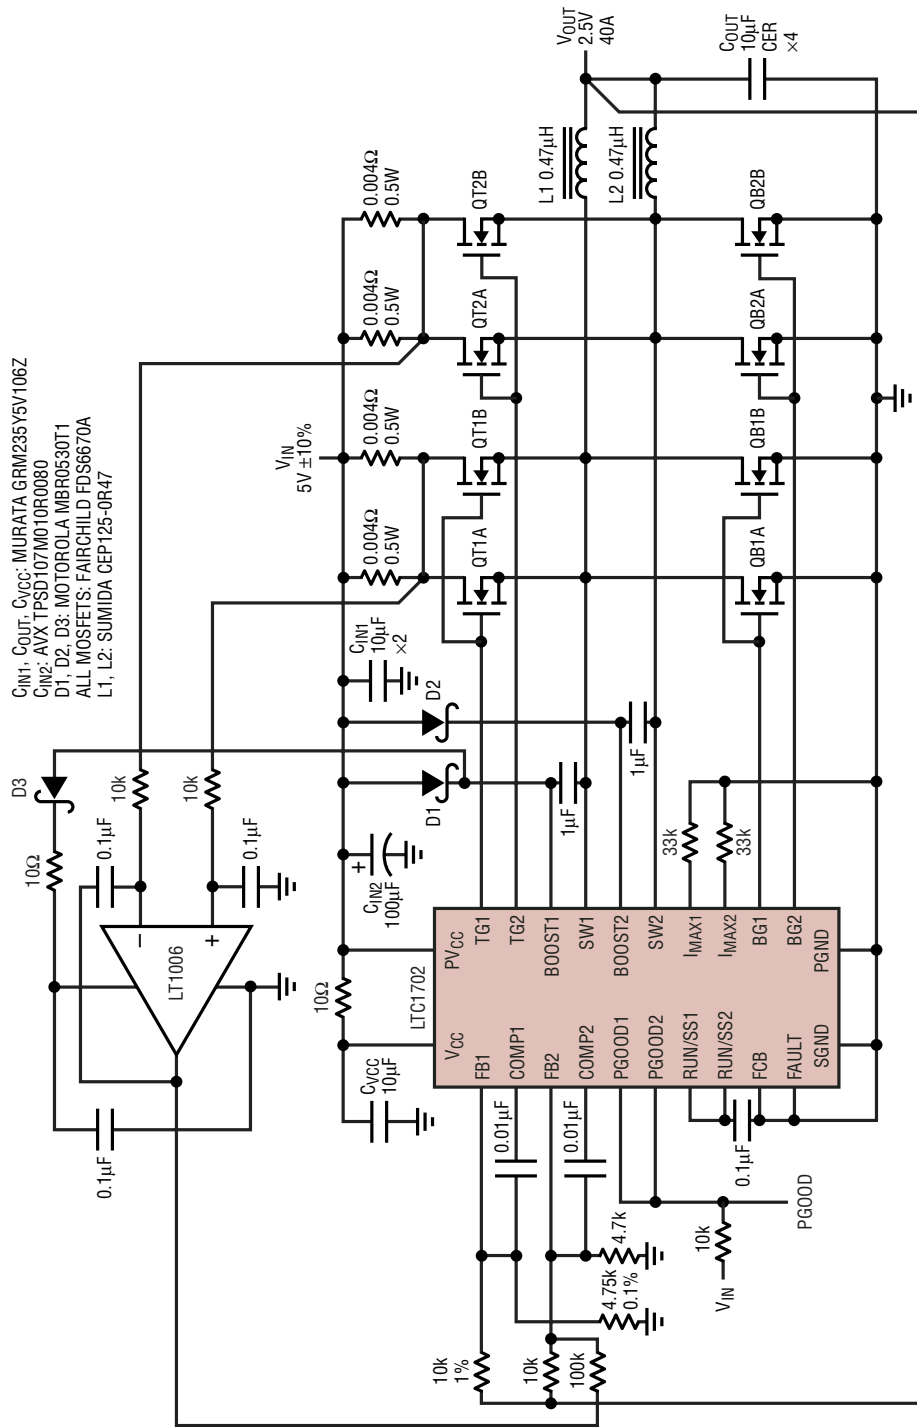 CIN1, COUT, CVCC: MURATA GRM235Y5V106Z
CIN2: AVX TPSD107M010R0080
D1, D2, D3: MOTOROLA MBR0530T1
ALL MOSFETS: FAIRCHILD FDS6670A
L1, L2: SUMIDA CEP125-0R47
D3
10Ω
0.1µF
10k
10k
0.1µF
–
+
LT1006
0.1µF
VIN
5V ±10%
0.004Ω
0.5W
0.004Ω
0.5W
0.004Ω
0.5W
0.004Ω
0.5W
CVCC
10µF
10Ω
CIN2
100µF
+
D1
D2
CIN1
10µF
×2
QT1A
QT1B
QT2A
QT2B
1µF
1µF
L1 0.47µH
L2 0.47µH
VOUT
2.5V
40A
COUT
10µF
CER
×4
QB1A
QB1B
QB2A
QB2B
33k
33k
LTC1702
VCC
FB1
COMP1
FB2
COMP2
PGOOD1
PGOOD2
RUN/SS1
RUN/SS2
FCB
FAULT
SGND
PVCC
TG1
TG2
BOOST1
SW1
BOOST2
SW2
IMAX1
IMAX2
BG1
BG2
PGND
0.01µF
0.01µF
0.1µF
4.7k
4.75k
0.1%
10k
1%
10k
100k
10k
VIN
PGOOD